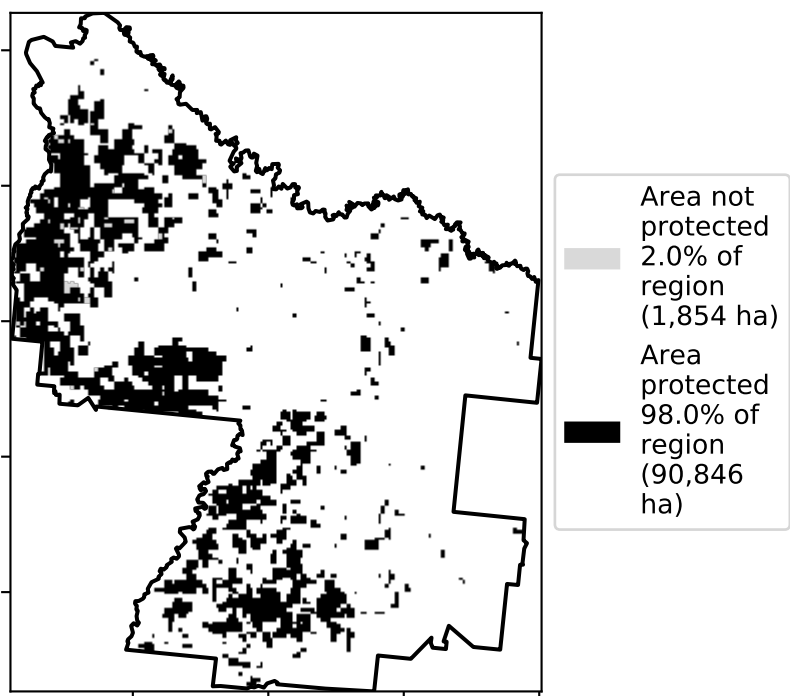 Area not
protected
2.0% of
region
(1,854 ha)
Area
protected
98.0% of
region
(90,846
ha)